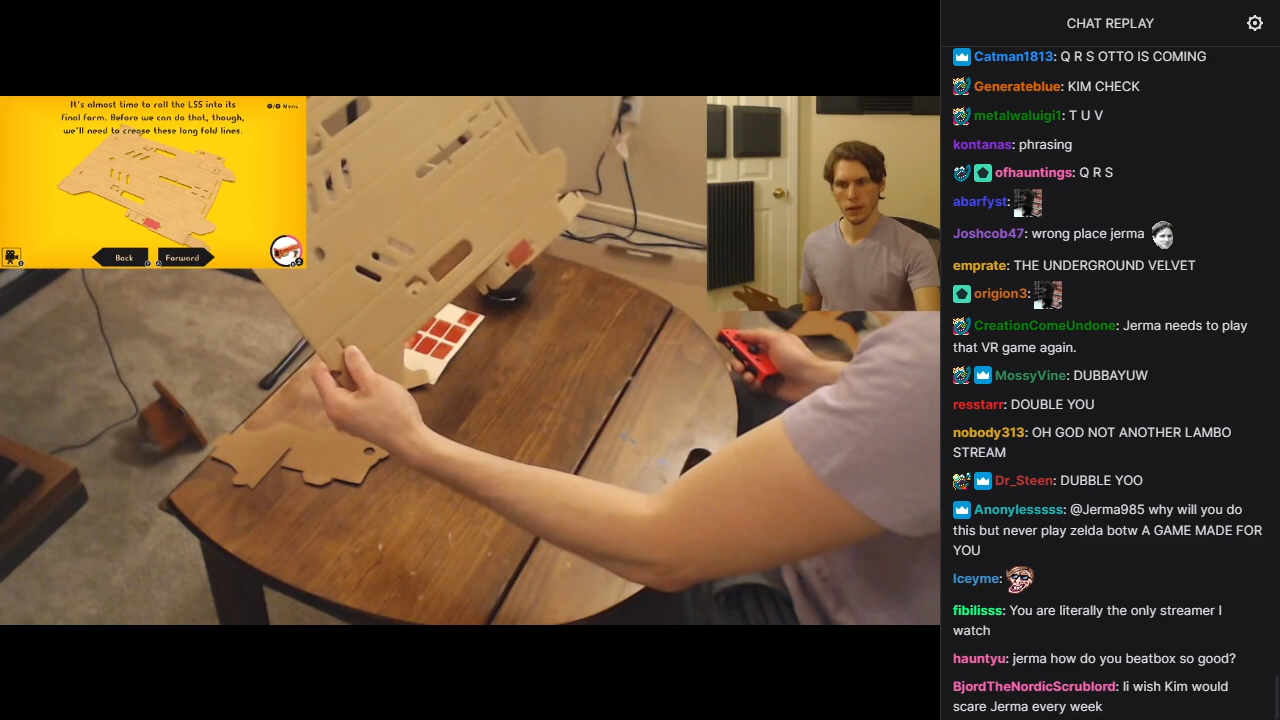 It's almost time to roll the LSS into its
final form. Before we can do that, though,
we'll need to crease these long fold lines.
Menu
Back
Forward
CHAT REPLAY
Catman1813: Q R S OTTO IS COMING
Generateblue: KIM CHECK
metalwaluigi1: T U V
kontanas: phrasing
ofhauntings: Q R S
abarfyst:
Joshcob47: wrong place jerma
emprate: THE UNDERGROUND VELVET
origion3:
CreationComeUndone: Jerma needs to play
that VR game again.
MossyVine: DUBBAYUW
resstarr: DOUBLE YOU
nobody313: OH GOD NOT ANOTHER LAMBO
STREAM
Dr_Steen: DUBBLE YOO
Anonylesssss: @Jerma985 why will you do
this but never play zelda botw A GAME MADE FOR
YOU
Iceyme:
fibilisss: You are literally the only streamer I
watch
hauntyu: jerma how do you beatbox so good?
BjordTheNordicScrublord: Ii wish Kim would
scare Jerma every week